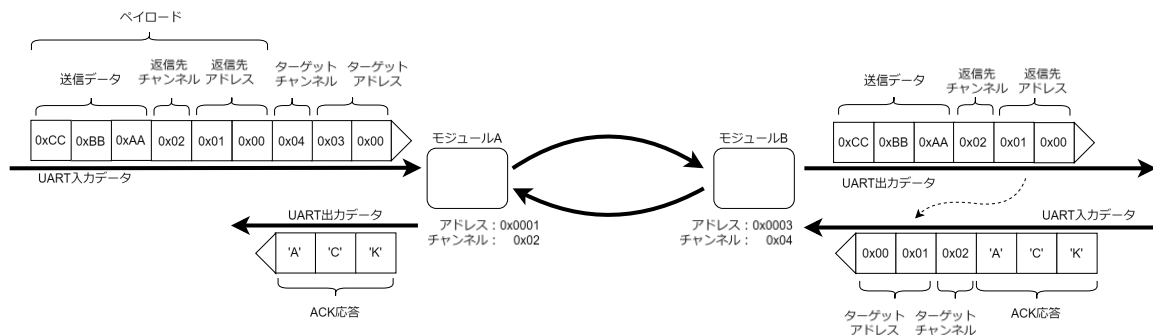 ペイロード
送信データ
返信先
チャンネル
返信先
アドレス
ターゲット
チャンネル
ターゲット
アドレス
0xCC 0xBB 0xAA 0x02 0x01 0x00 0x04 0x03 0x00
UART入力データ
モジュールA
アドレス：0x0001
チャンネル： 0x02
UART出力データ
'A' 'C' 'K'
ACK応答
モジュールB
アドレス：0x0003
チャンネル： 0x04
送信データ
返信先
チャンネル
返信先
アドレス
0xCC 0xBB 0xAA 0x02 0x01 0x00
UART出力データ
UART入力データ
0x00 0x01 0x02 'A' 'C' 'K'
ターゲット
アドレス
ターゲット
チャンネル
ACK応答